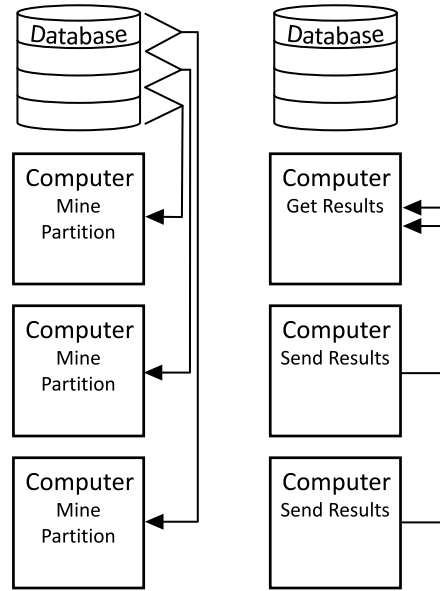 Database
Computer
Mine
Partition
Computer
Mine
Partition
Computer
Mine
Partition
Database
Computer
Get Results
Computer
Send Results
Computer
Send Results